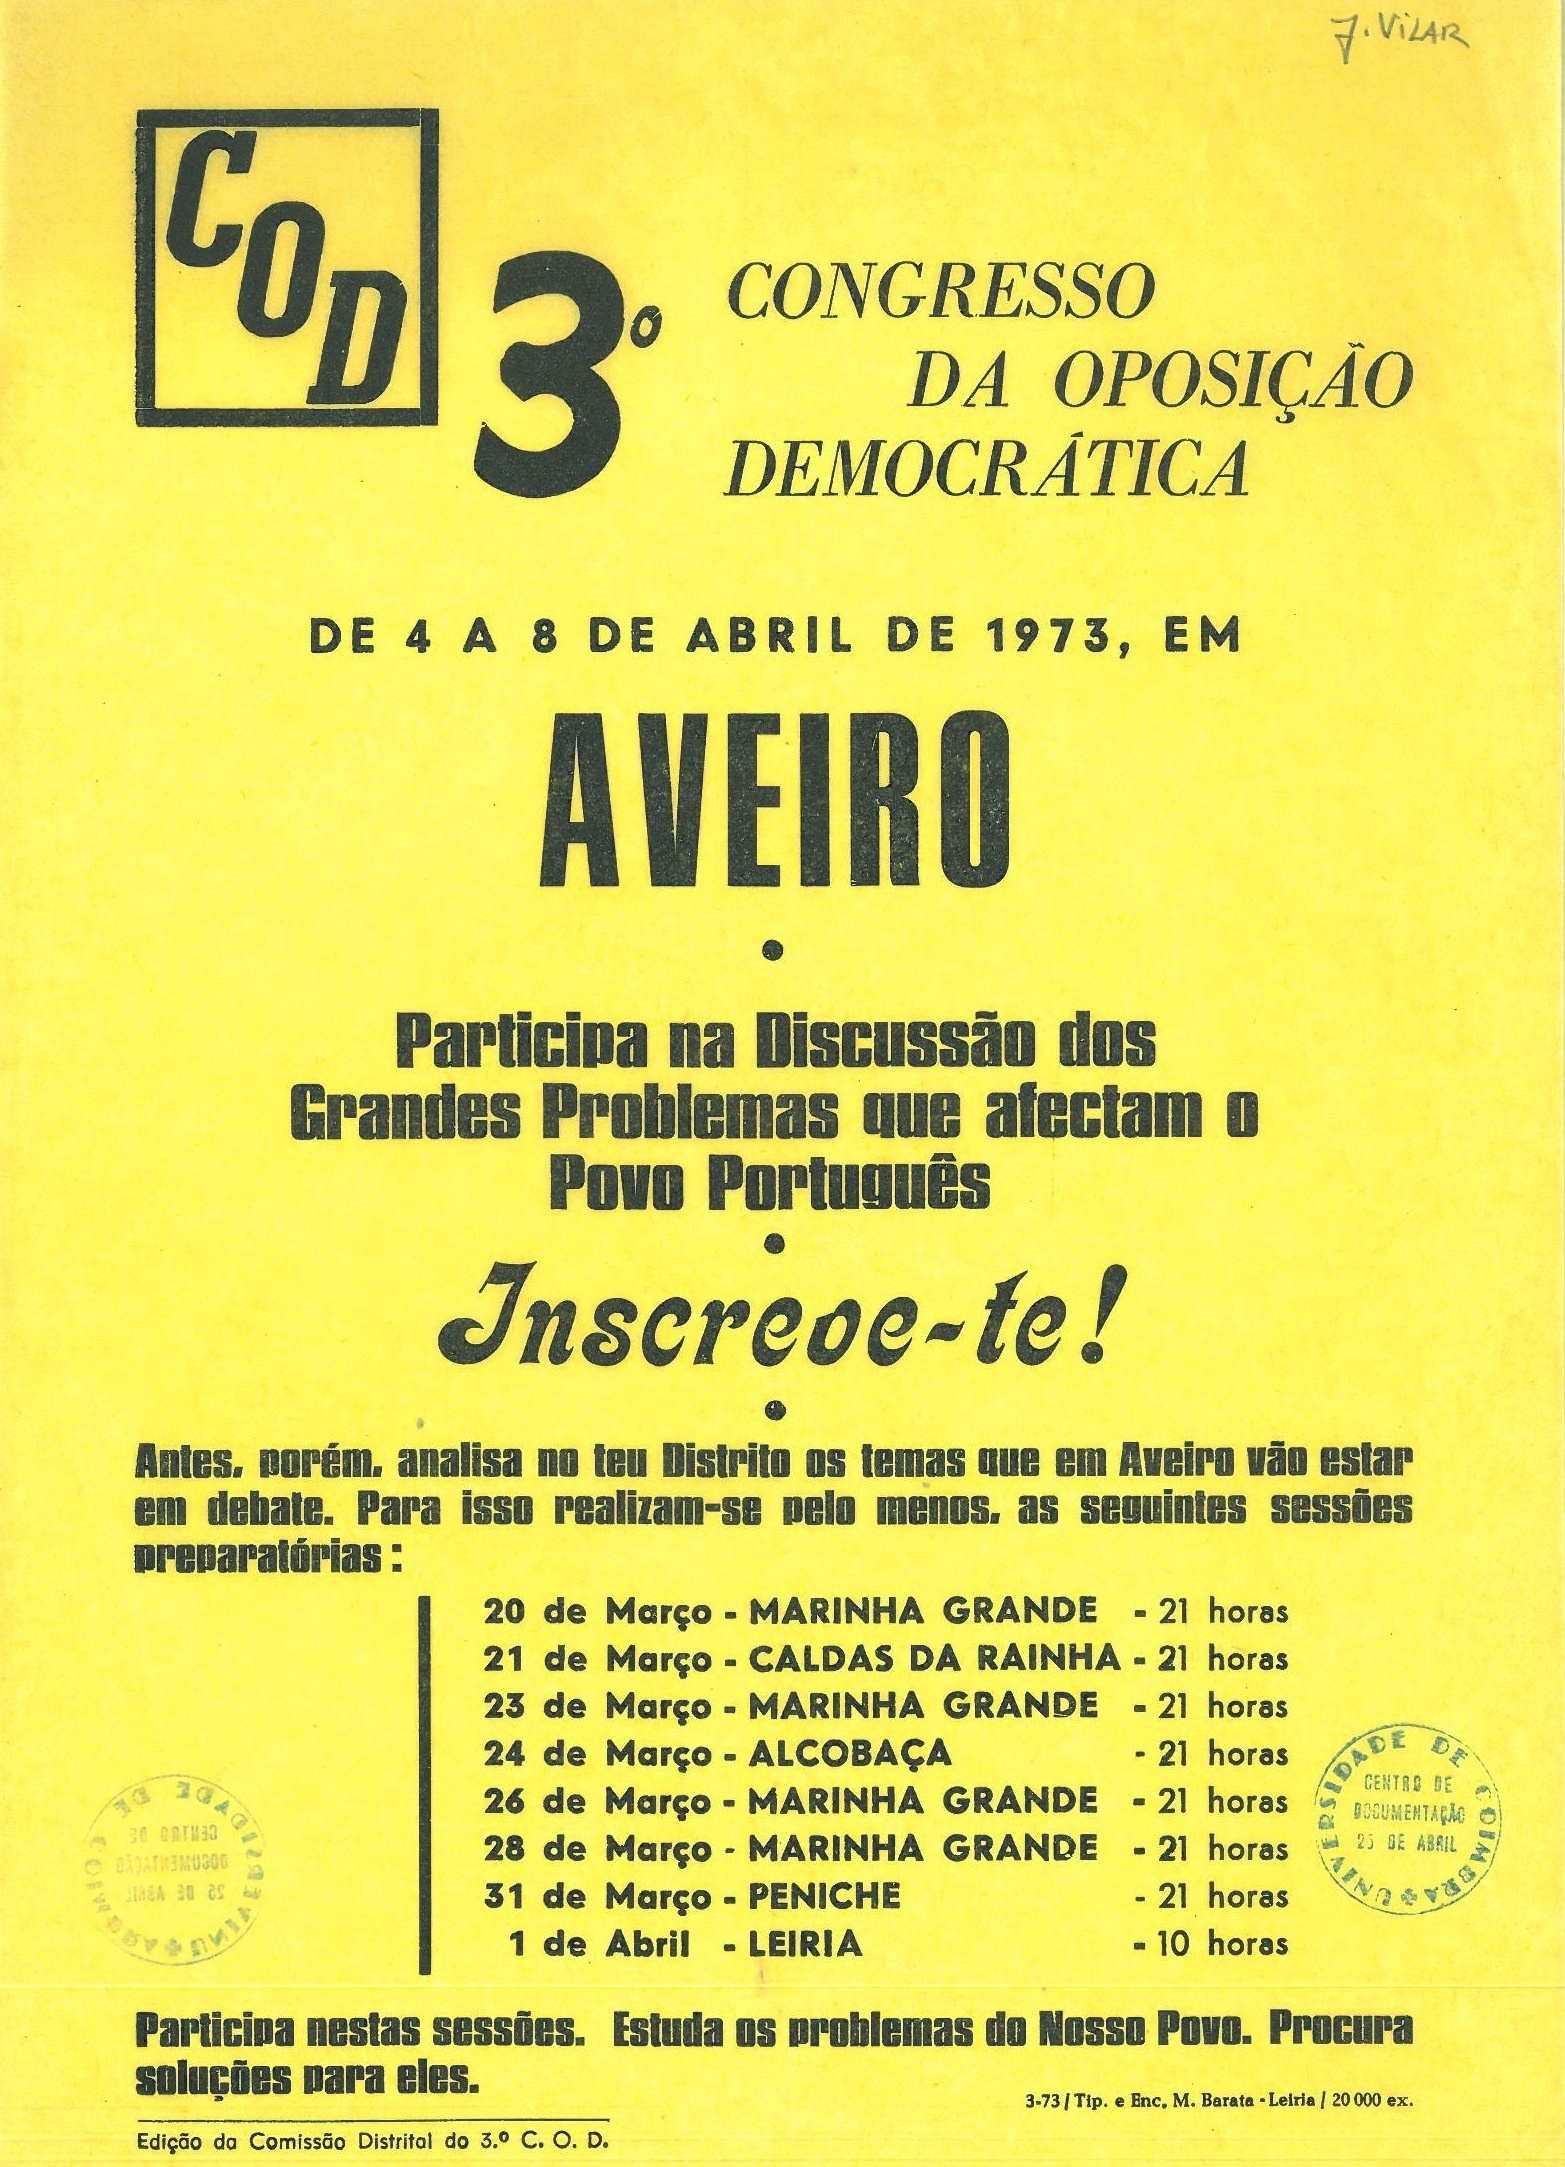 J. VILAR
COD
3º
CONGRESSO
DA OPOSIÇÃO
DEMOCRÁTICA
DE 4 A 8 DE ABRIL DE 1973, EM
AVEIRO
•
Participa na Discussão dos
Grandes Problemas que afectam o
Povo Português
•
Inscreve-te!
•
Antes, porém, analisa no teu Distrito os temas que em Aveiro vão estar
em debate. Para isso realizam-se pelo menos, as seguintes sessões
preparatórias:
20 de Março - MARINHA GRANDE - 21 horas
21 de Março - CALDAS DA RAINHA - 21 horas
23 de Março - MARINHA GRANDE - 21 horas
24 de Março - ALCOBAÇA - 21 horas
26 de Março - MARINHA GRANDE - 21 horas
28 de Março - MARINHA GRANDE - 21 horas
31 de Março - PENICHE - 21 horas
1 de Abril - LEIRIA - 10 horas
UNIVERSIDADE DE COIMBRA
CENTRO DE
DOCUMENTAÇÃO
25 DE ABRIL
Participa nestas sessões. Estuda os problemas do Nosso Povo. Procura
soluções para eles.
3-73 / Tip. e Enc. M. Barata - Leiria / 20 000 ex.
Edição da Comissão Distrital do 3.º C. O. D.